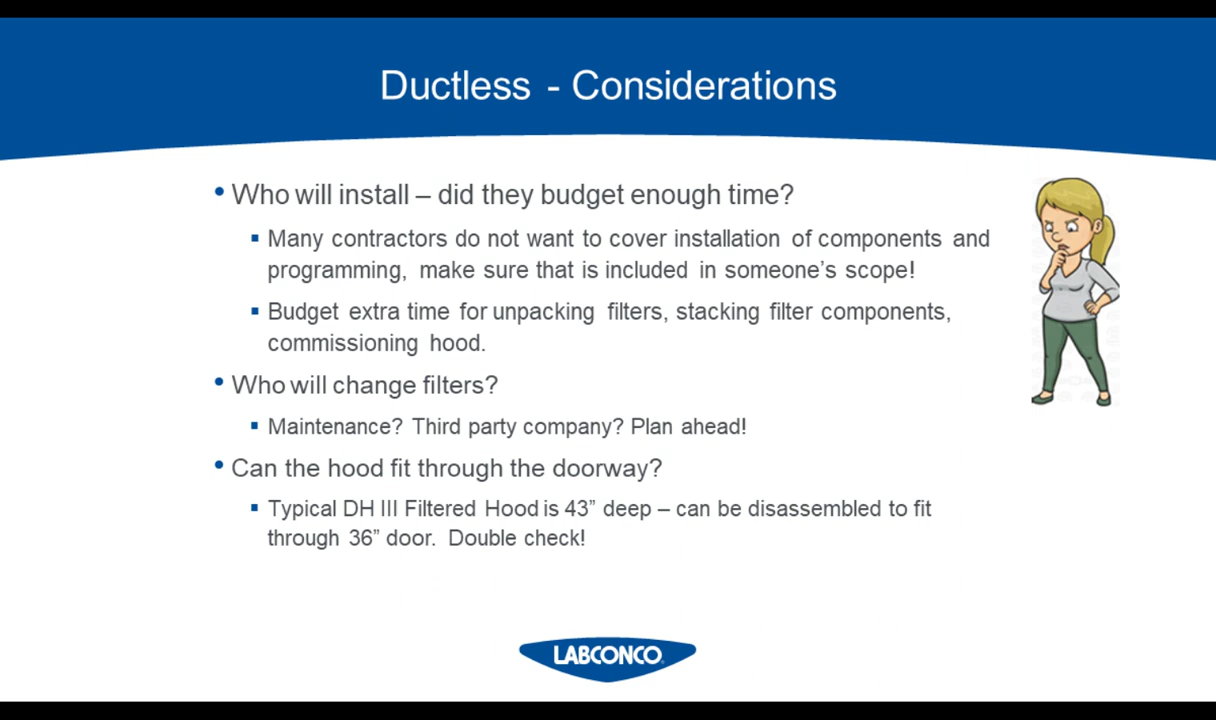 Ductless - Considerations
• Who will install – did they budget enough time?
▪ Many contractors do not want to cover installation of components and
programming, make sure that is included in someone’s scope!
▪ Budget extra time for unpacking filters, stacking filter components,
commissioning hood.
• Who will change filters?
▪ Maintenance? Third party company? Plan ahead!
• Can the hood fit through the doorway?
▪ Typical DH III Filtered Hood is 43” deep – can be disassembled to fit
through 36” door. Double check!
LABCONCO®